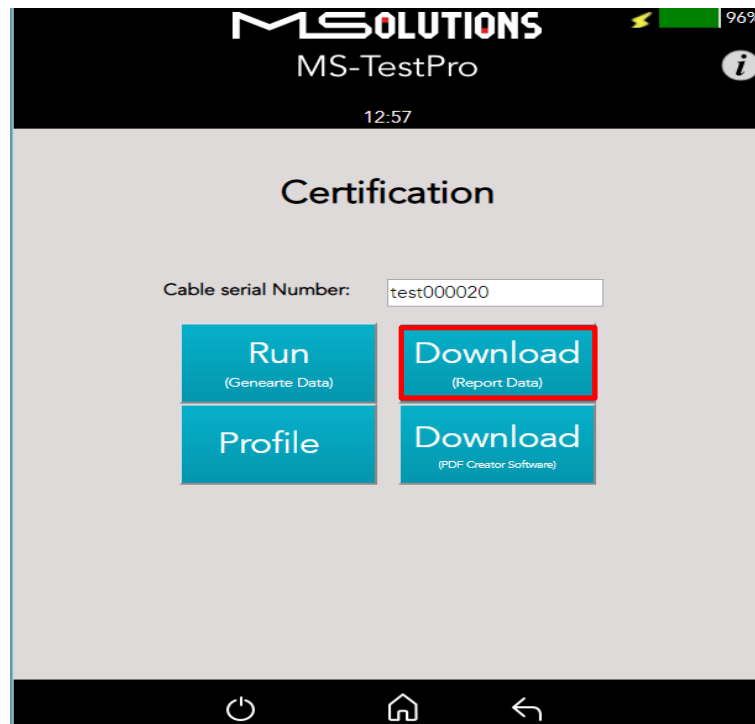 MSOLUTIONS
96%
MS-TestPro
i
12:57
Certification
Cable serial Number:
test000020
Run
(Genearte Data)
Download
(Report Data)
Profile
Download
(PDF Creator Software)